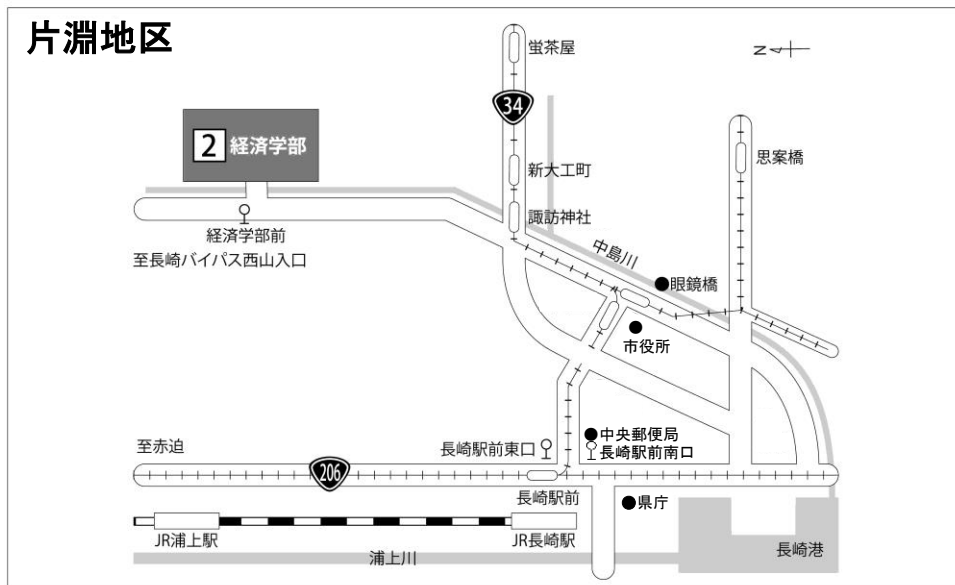 片淵地区
蛍茶屋
N
34
思案橋
2 経済学部
新大工町
諏訪神社
経済学部前
中島川
至長崎バイパス西山入口
眼鏡橋
市役所
至赤迫
長崎駅前東口
中央郵便局
長崎駅前南口
206
長崎駅前
県庁
JR浦上駅
JR長崎駅
浦上川
長崎港